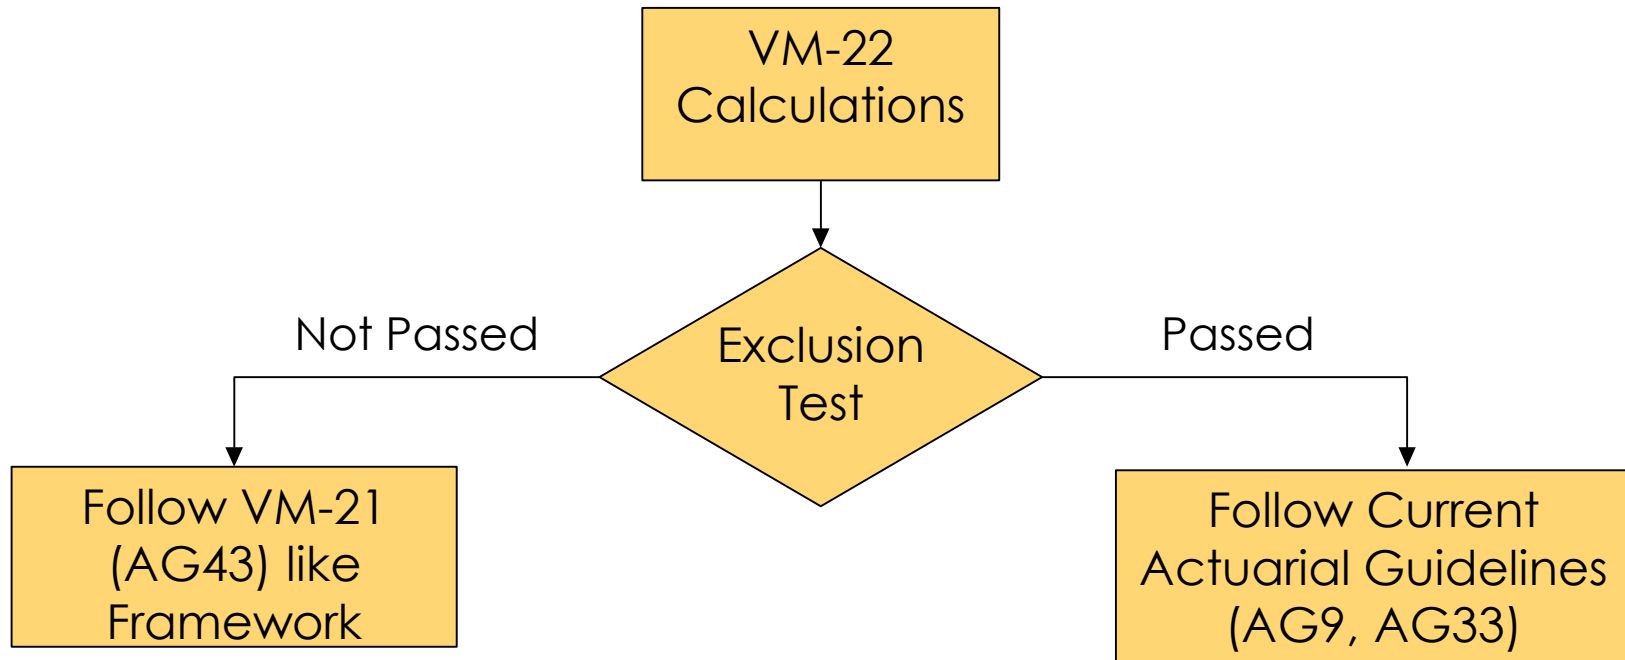 VM-22
Calculations
Not Passed
Exclusion
Test
Passed
Follow VM-21
(AG43) like
Framework
Follow Current
Actuarial Guidelines
(AG9, AG33)